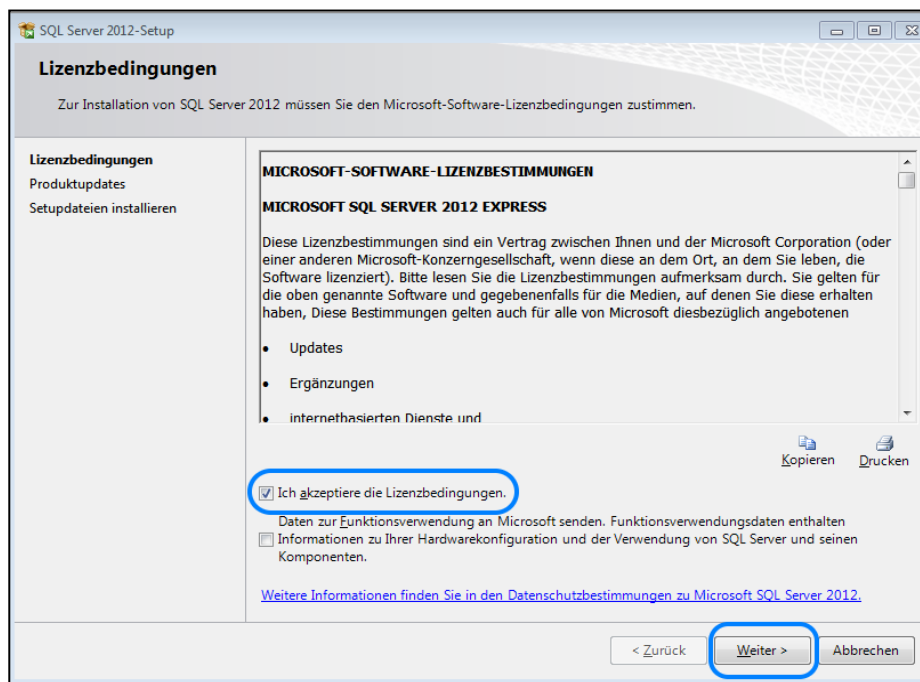 SQL Server 2012-Setup
Lizenzbedingungen
Zur Installation von SQL Server 2012 müssen Sie den Microsoft-Software-Lizenzbedingungen zustimmen.
Lizenzbedingungen
Produktupdates
Setupdateien installieren
MICROSOFT-SOFTWARE-LIZENZBESTIMMUNGEN
MICROSOFT SQL SERVER 2012 EXPRESS
Diese Lizenzbestimmungen sind ein Vertrag zwischen Ihnen und der Microsoft Corporation (oder
einer anderen Microsoft-Konzerngesellschaft, wenn diese an dem Ort, an dem Sie leben, die
Software lizenziert). Bitte lesen Sie die Lizenzbestimmungen aufmerksam durch. Sie gelten für
die oben genannte Software und gegebenenfalls für die Medien, auf denen Sie diese erhalten
haben, Diese Bestimmungen gelten auch für alle von Microsoft diesbezüglich angebotenen
• Updates
• Ergänzungen
• internetbasierten Dienste und
Kopieren Drucken
Ich akzeptiere die Lizenzbedingungen.
Daten zur Funktionsverwendung an Microsoft senden. Funktionsverwendungsdaten enthalten
Informationen zu Ihrer Hardwarekonfiguration und der Verwendung von SQL Server und seinen
Komponenten.
Weitere Informationen finden Sie in den Datenschutzbestimmungen zu Microsoft SQL Server 2012.
< Zurück Weiter > Abbrechen